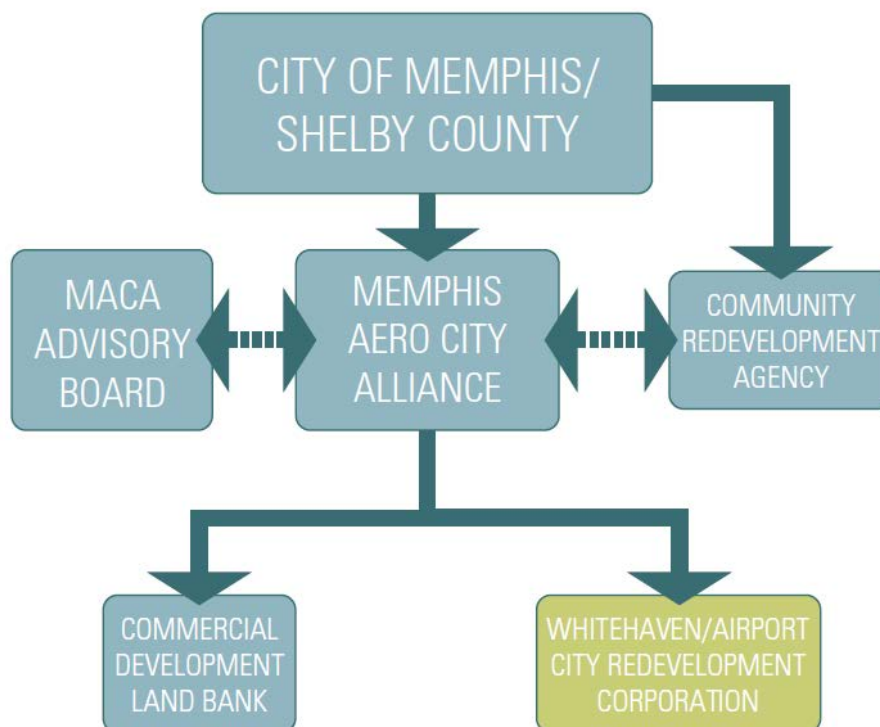 CITY OF MEMPHIS/
SHELBY COUNTY
MACA
ADVISORY
BOARD
MEMPHIS
AERO CITY
ALLIANCE
COMMUNITY
REDEVELOPMENT
AGENCY
COMMERCIAL
DEVELOPMENT
LAND BANK
WHITEHAVEN/AIRPORT
CITY REDEVELOPMENT
CORPORATION